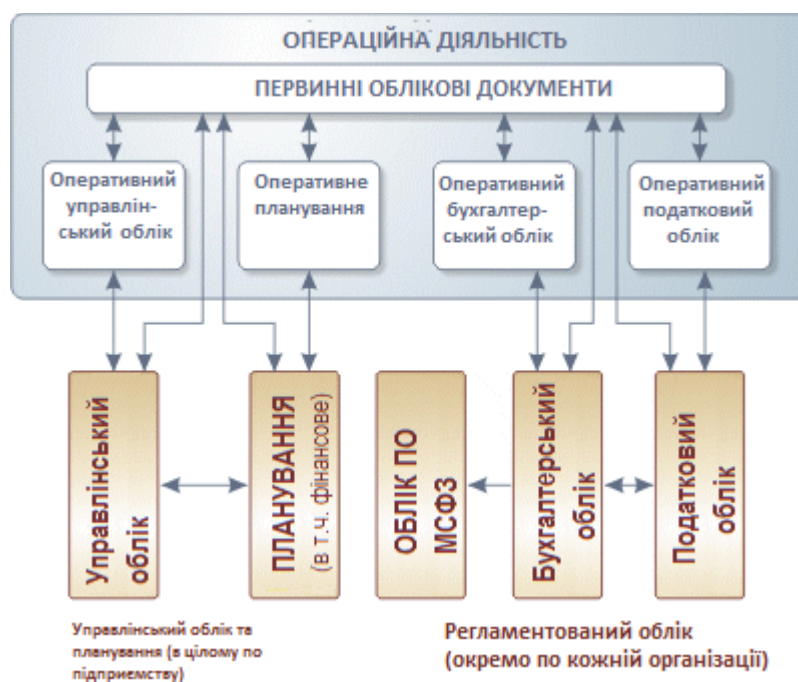 ОПЕРАЦІЙНА ДІЯЛЬНІСТЬ
ПЕРВИННІ ОБЛІКОВІ ДОКУМЕНТИ
Оперативний
управлін-
ський облік
Оперативне
планування
Оперативний
бухгалтер-
ський облік
Оперативний
податковий
облік
Управлінський
облік
ПЛАНУВАННЯ
(в т.ч. фінансове)
ОБЛІК ПО
МСФЗ
Бухгалтерський
облік
Податковий
облік
Управлінський облік та
планування (в цілому по
підприємству)
Регламентований облік
(окремо по кожній організації)